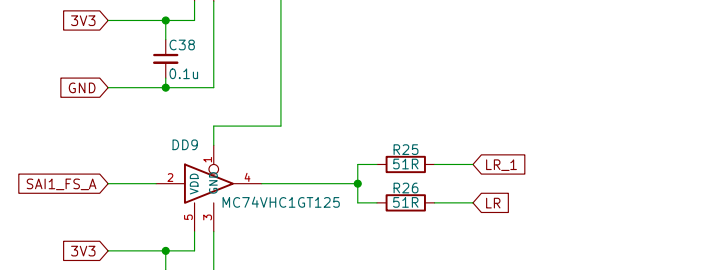 3V3
C38
0.1u
GND
DD9
1
SAI1_FS_A
2
VDD
GND
4
MC74VHC1GT125
5
3
R25
51R
LR_1
R26
51R
LR
3V3